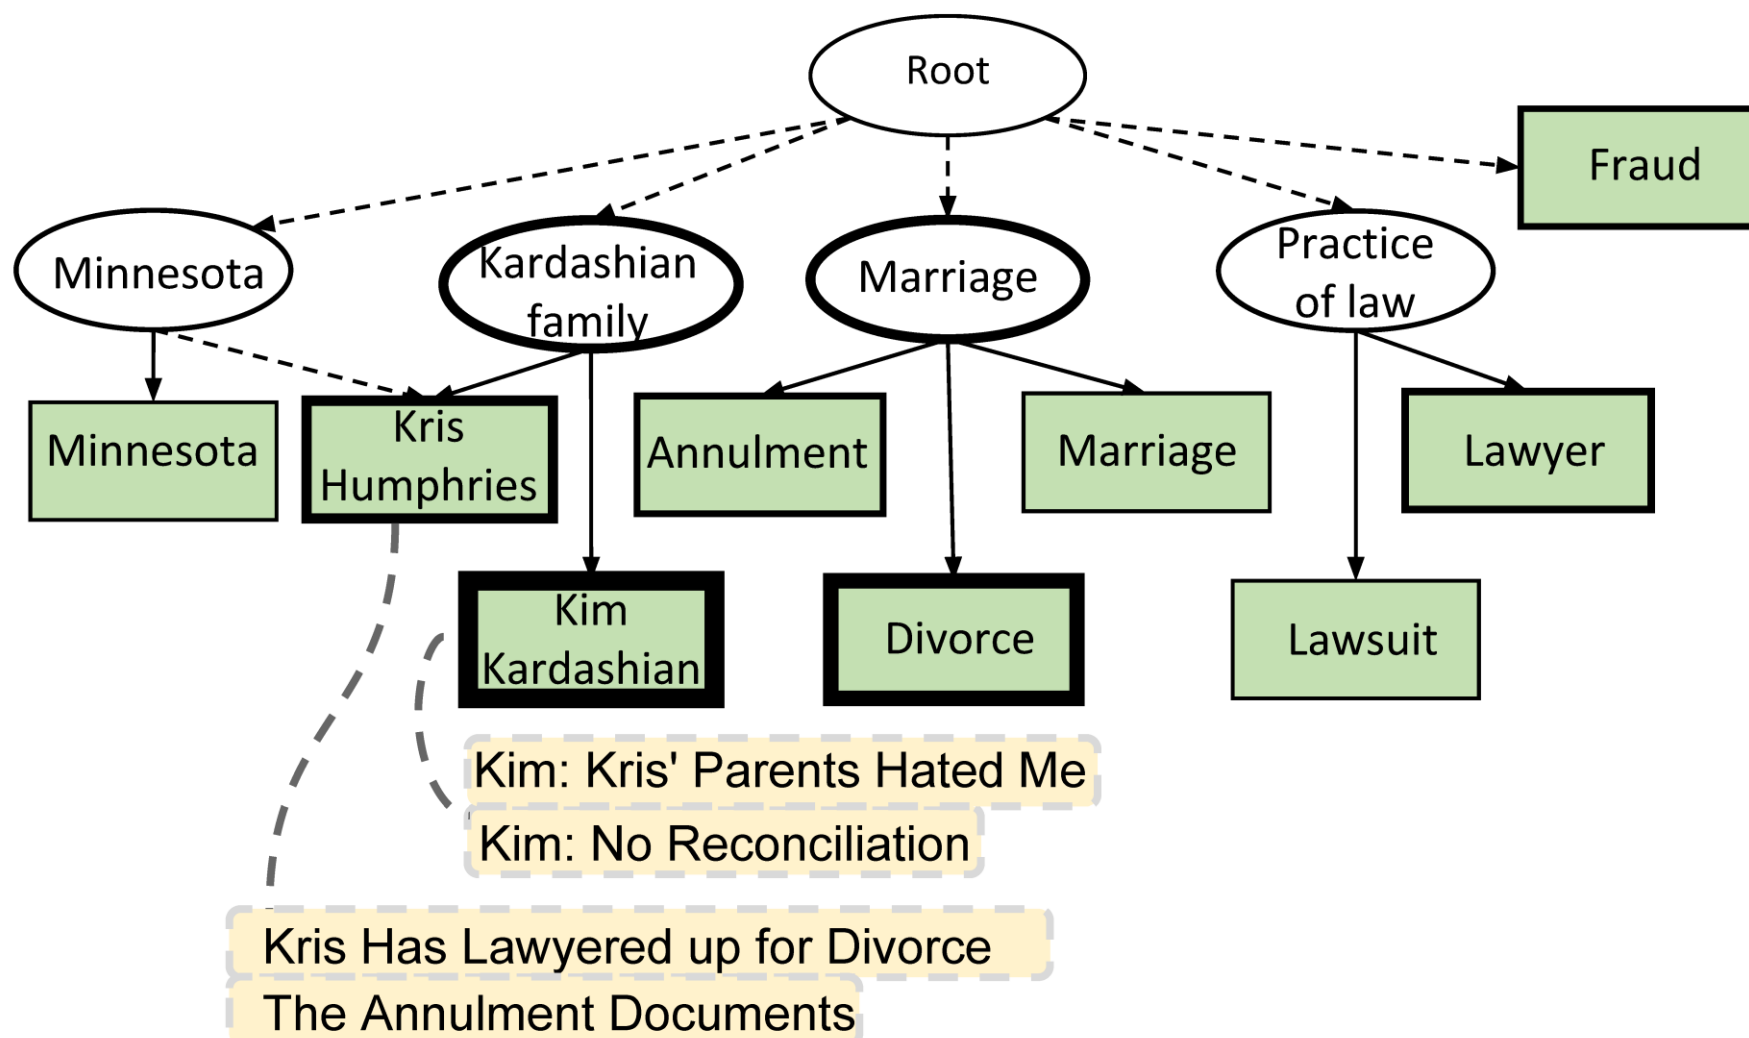 Root
Fraud
Minnesota
Kardashian
family
Marriage
Practice
of law
Minnesota
Kris
Humphries
Annulment
Marriage
Lawyer
Kim
Kardashian
Divorce
Lawsuit
Kim: Kris' Parents Hated Me
Kim: No Reconciliation
Kris Has Lawyered up for Divorce
The Annulment Documents